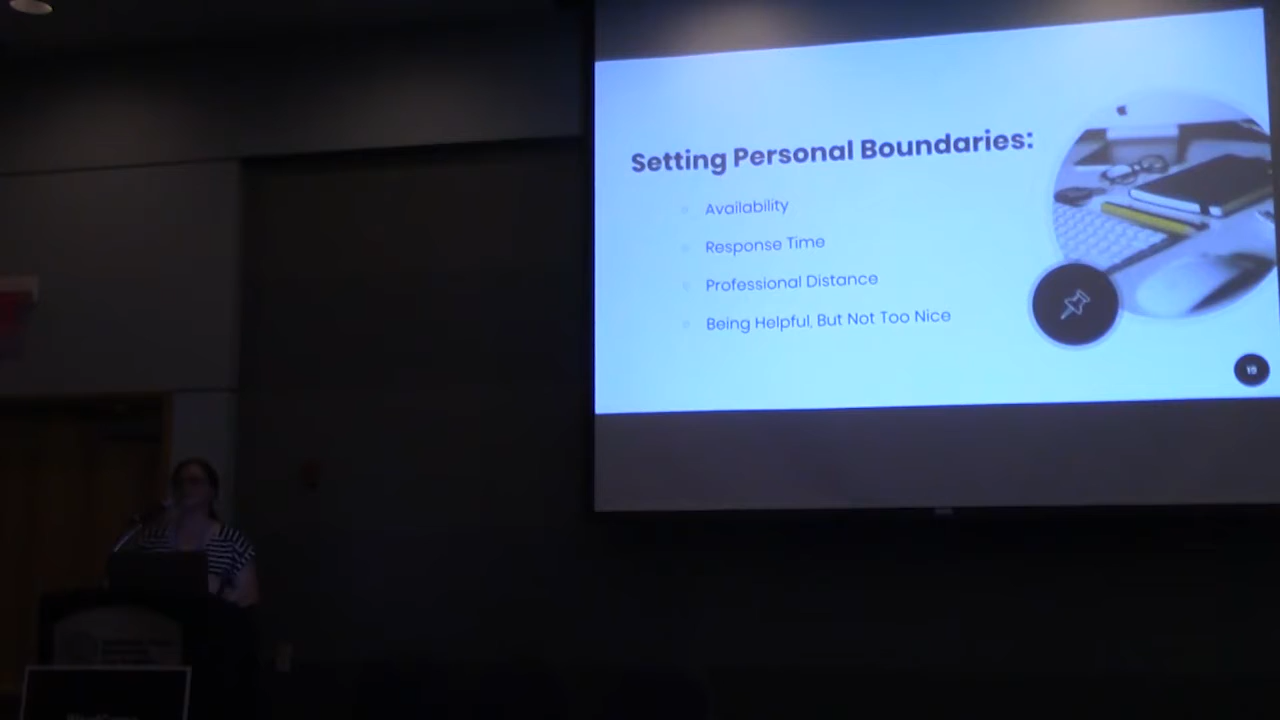 Setting Personal Boundaries:
Availability
Response Time
Professional Distance
Being Helpful, But Not Too Nice